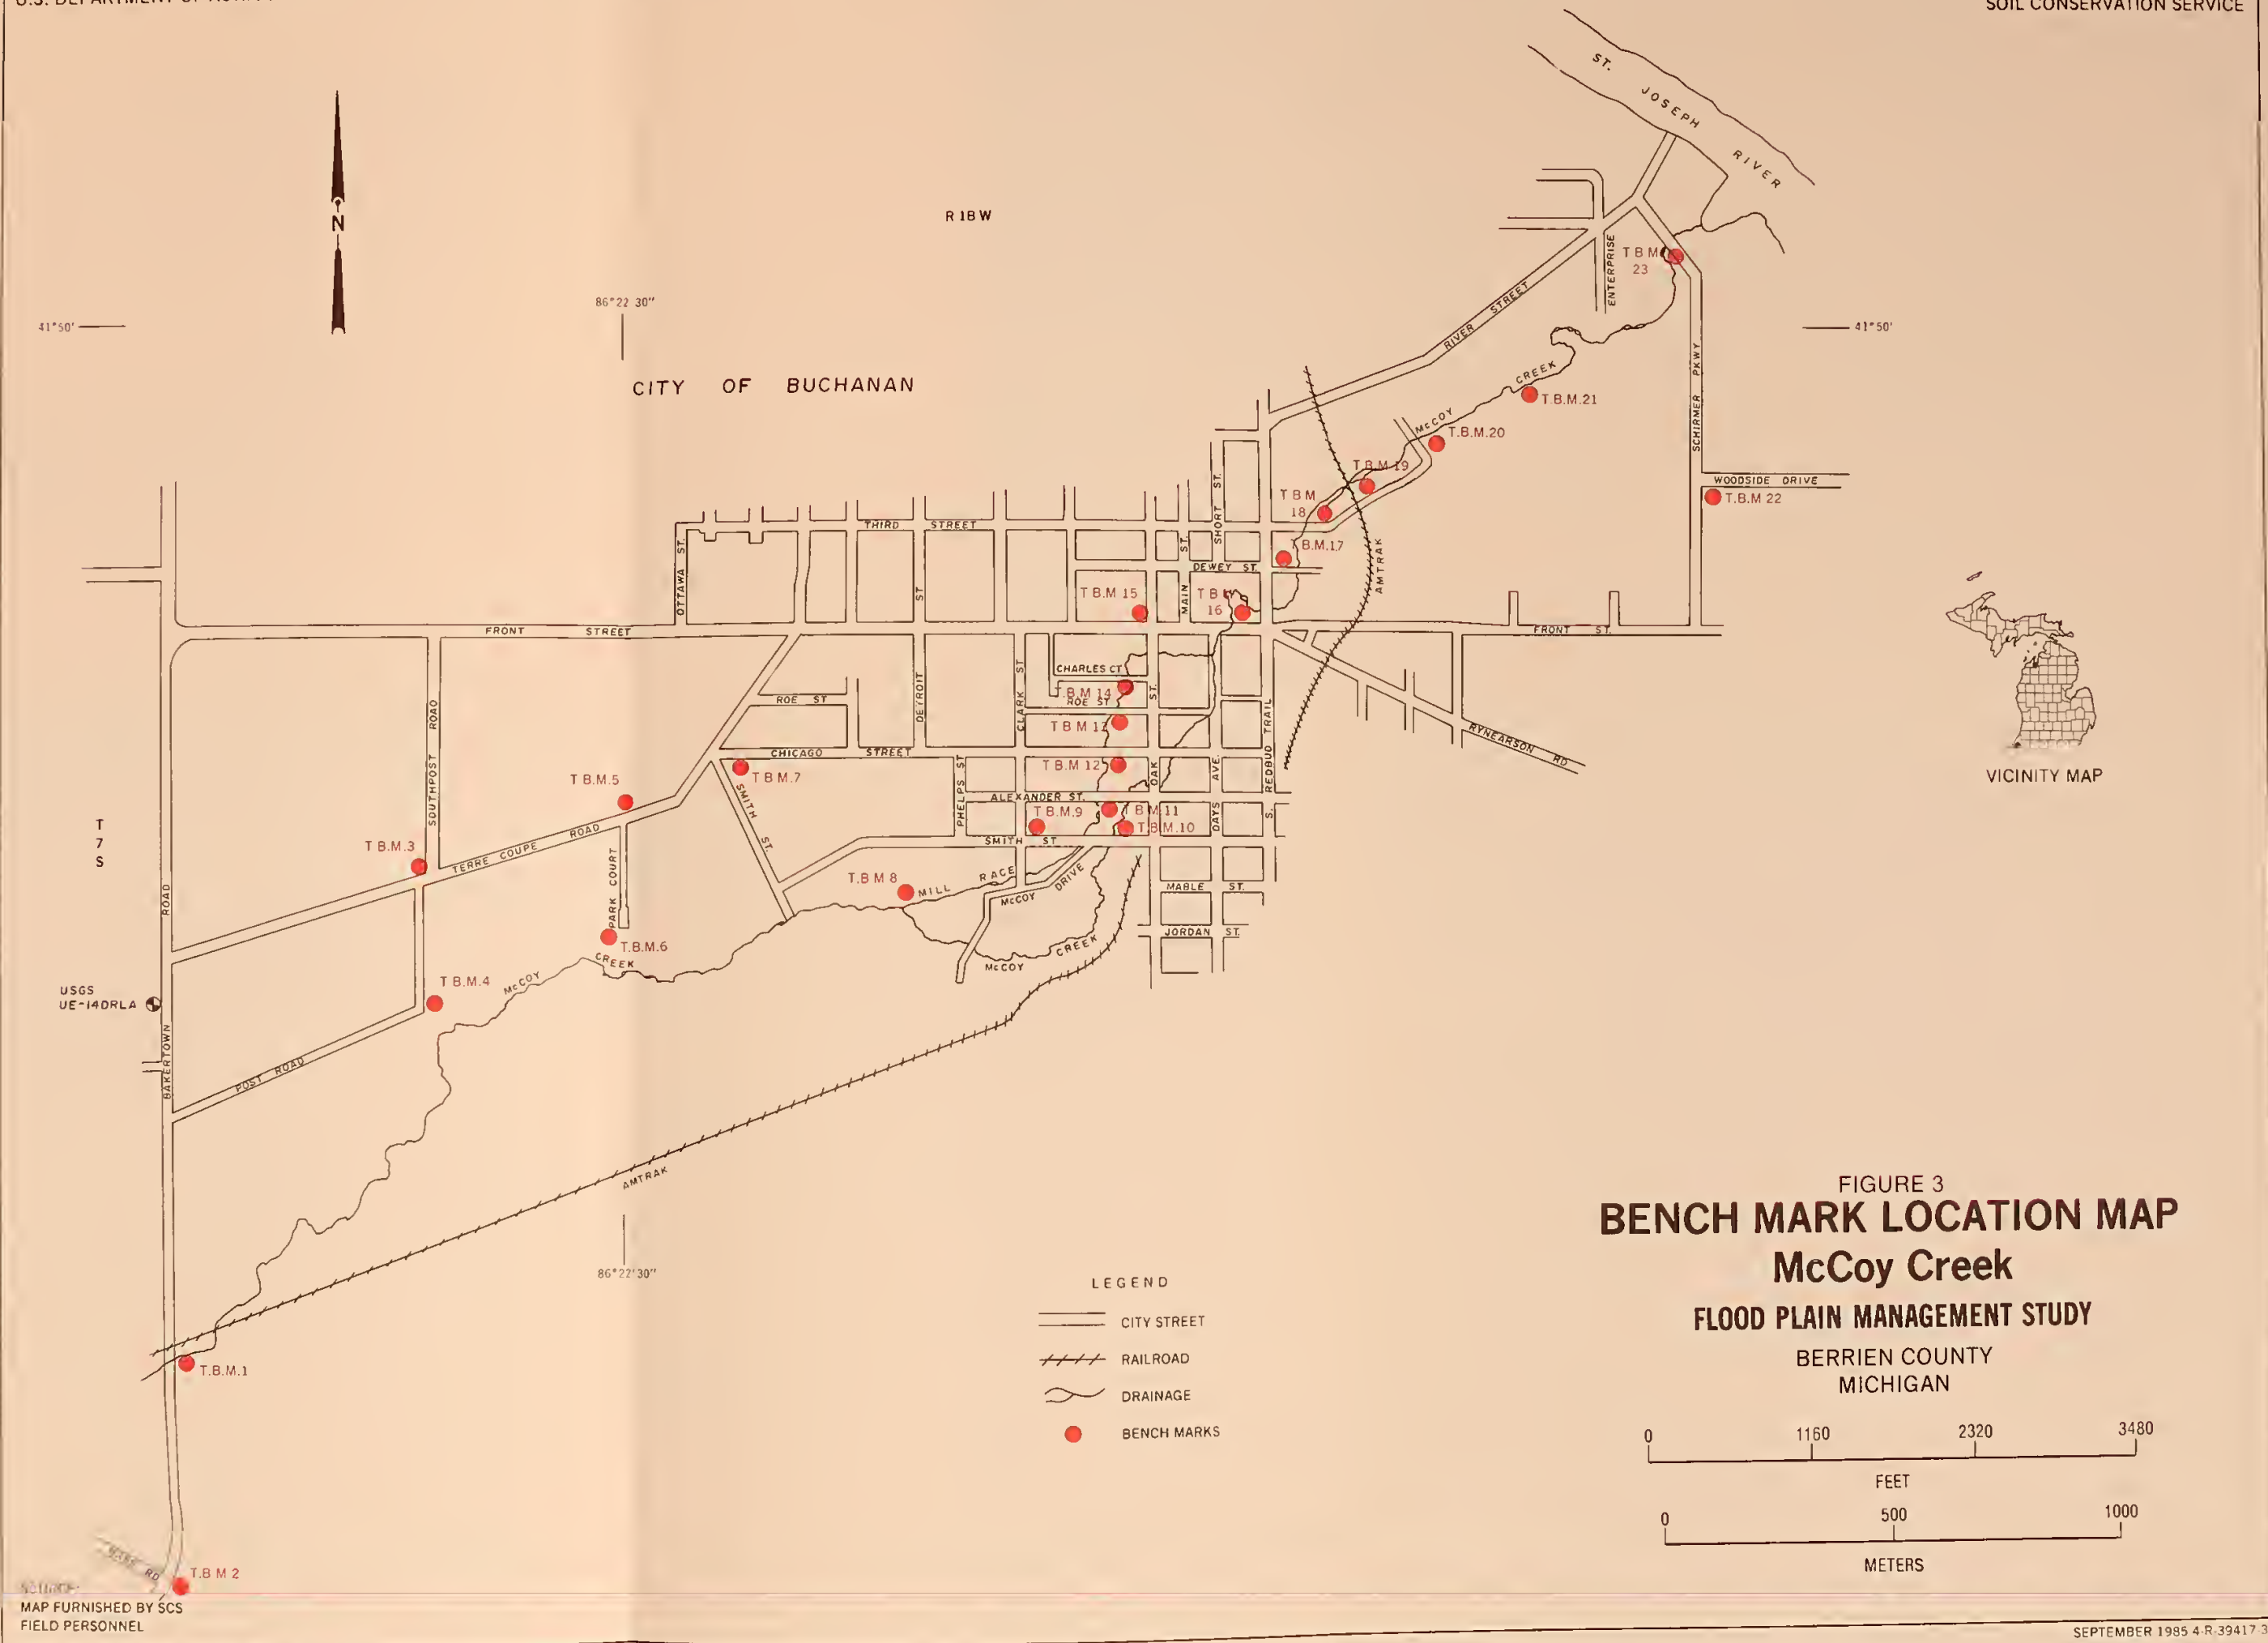 SOIL CONSERVATION SERVICE
ST. JOSEPH RIVER
N
R 18 W
86°22 30"
41°50'
41°50'
CITY OF BUCHANAN
ENTERPRISE
T B M
23
RIVER STREET
SCHIRMER PKWY
McCOY CREEK
T.B.M.21
T.B.M.20
T B.M.19
T B M
18
WOODSIDE DRIVE
T.B.M 22
SHORT ST.
THIRD STREET
OTTAWA ST.
MAIN ST.
B.M.17
DEWEY ST.
AMTRAK
T B.M 15
16
FRONT STREET
FRONT ST.
SOUTHPOST ROAD
DETROIT ST
CLARK ST
CHARLES CT
T.B.M 14
ROE ST
ROE ST
T B M 13
OAK ST.
DAYS AVE.
S. REDBUD TRAIL
RYNEARSON RD
CHICAGO STREET
T B M.7
T B.M.5
T B M 12
SMITH ST.
PHELPS ST
ALEXANDER ST.
T B.M.9
T B M.11
T.B M.10
SMITH ST
T 7 S
T B.M.3
TERRE COUPE ROAD
PARK COURT
T.B M 8
MILL RACE
McCOY DRIVE
MABLE ST.
JORDAN ST.
McCOY CREEK
T.B.M.6
McCOY CREEK
T B.M.4
USGS
UE-14DRLA
BAKERTOWN ROAD
POST ROAD
AMTRAK
86°22'30"
T.B.M.1
T.B M 2
RD
VICINITY MAP
FIGURE 3
BENCH MARK LOCATION MAP
McCoy Creek
FLOOD PLAIN MANAGEMENT STUDY
BERRIEN COUNTY
MICHIGAN
LEGEND
CITY STREET
RAILROAD
DRAINAGE
BENCH MARKS
0 1160 2320 3480
FEET
0 500 1000
METERS
MAP FURNISHED BY SCS
FIELD PERSONNEL
SEPTEMBER 1985 4-R-39417